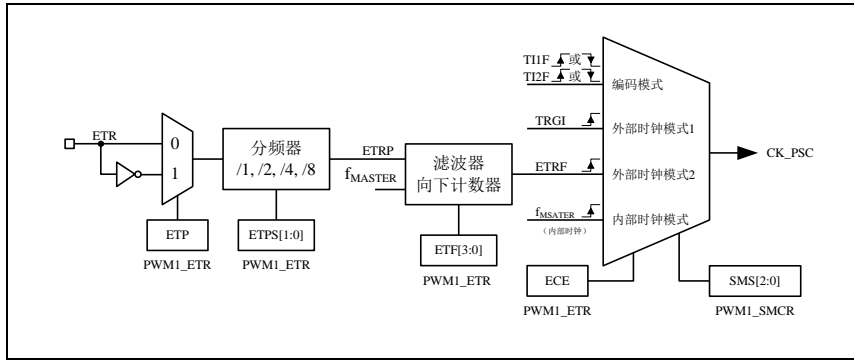 TI1F 或
TI2F 或
编码模式
ETR
0
1
分频器
/1, /2, /4, /8
ETRP
fMASTER
滤波器
向下计数器
TRGI
外部时钟模式1
ETRF
外部时钟模式2
fMSATER
(内部时钟)
内部时钟模式
CK_PSC
ETP
PWM1_ETR
ETPS[1:0]
PWM1_ETR
ETF[3:0]
PWM1_ETR
ECE
PWM1_ETR
SMS[2:0]
PWM1_SMCR